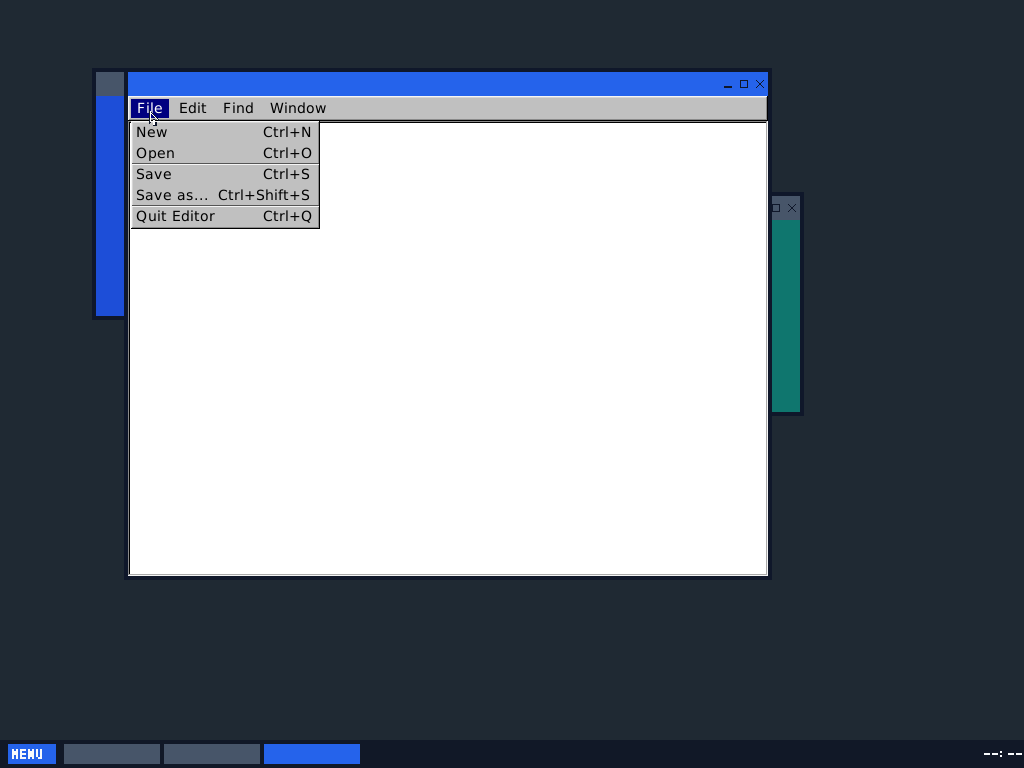 File Edit Find Window
New Ctrl+N
Open Ctrl+O
Save Ctrl+S
Save as... Ctrl+Shift+S
Quit Editor Ctrl+Q
MENU --:--